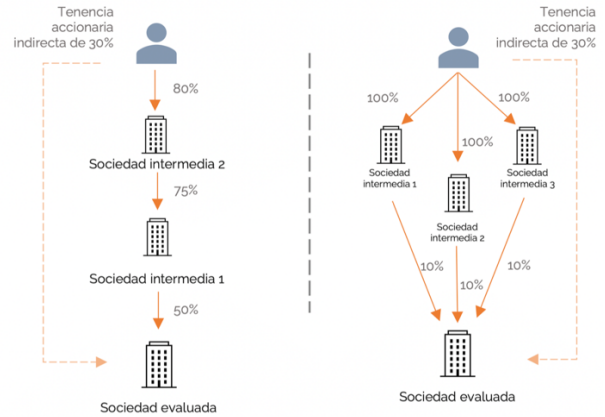 Tenencia
accionaria
indirecta de 30%
80%
Sociedad intermedia 2
75%
Sociedad intermedia 1
50%
Sociedad evaluada
Tenencia
accionaria
indirecta de 30%
100%
100%
100%
Sociedad
intermedia 1
Sociedad
intermedia 3
Sociedad
intermedia 2
10%
10%
10%
Sociedad evaluada